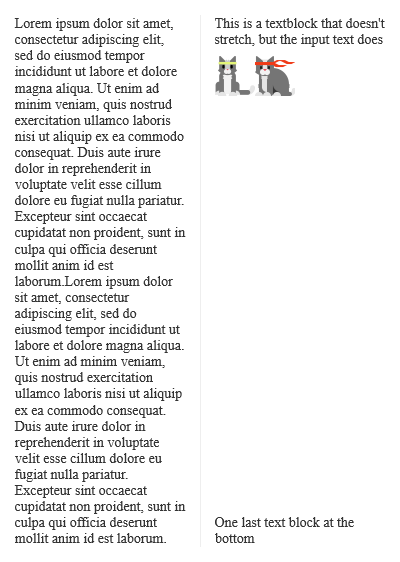 Lorem ipsum dolor sit amet,
consectetur adipiscing elit,
sed do eiusmod tempor
incididunt ut labore et dolore
magna aliqua. Ut enim ad
minim veniam, quis nostrud
exercitation ullamco laboris
nisi ut aliquip ex ea commodo
consequat. Duis aute irure
dolor in reprehenderit in
voluptate velit esse cillum
dolore eu fugiat nulla pariatur.
Excepteur sint occaecat
cupidatat non proident, sunt in
culpa qui officia deserunt
mollit anim id est
laborum.Lorem ipsum dolor
sit amet, consectetur
adipiscing elit, sed do
eiusmod tempor incididunt ut
labore et dolore magna aliqua.
Ut enim ad minim veniam,
quis nostrud exercitation
ullamco laboris nisi ut aliquip
ex ea commodo consequat.
Duis aute irure dolor in
reprehenderit in voluptate
velit esse cillum dolore eu
fugiat nulla pariatur.
Excepteur sint occaecat
cupidatat non proident, sunt in
culpa qui officia deserunt
mollit anim id est laborum.
This is a textblock that doesn't
stretch, but the input text does
One last text block at the
bottom